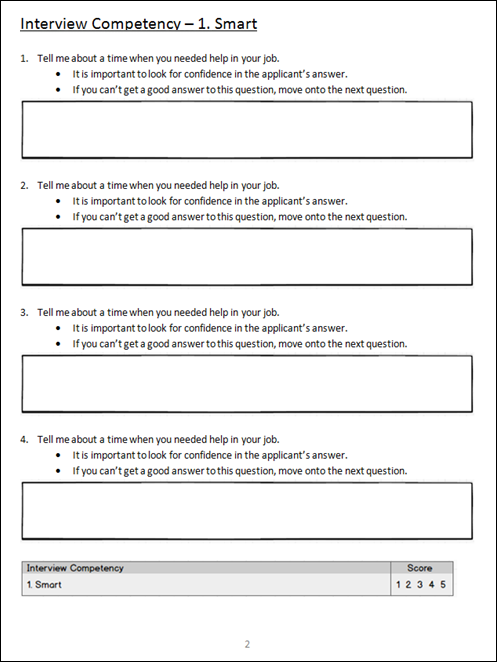 Interview Competency – 1. Smart
1. Tell me about a time when you needed help in your job.
• It is important to look for confidence in the applicant's answer.
• If you can't get a good answer to this question, move onto the next question.
2. Tell me about a time when you needed help in your job.
• It is important to look for confidence in the applicant's answer.
• If you can't get a good answer to this question, move onto the next question.
3. Tell me about a time when you needed help in your job.
• It is important to look for confidence in the applicant's answer.
• If you can't get a good answer to this question, move onto the next question.
4. Tell me about a time when you needed help in your job.
• It is important to look for confidence in the applicant's answer.
• If you can't get a good answer to this question, move onto the next question.
Interview Competency Score
1. Smart 1 2 3 4 5
2